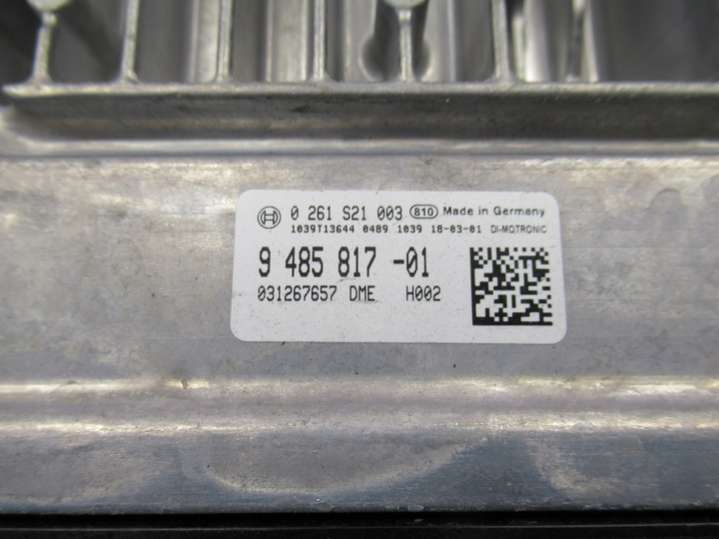 0 261 S21 003 810 Made in Germany
1039T13644 0489 1039 18-03-01 DI-MOTRONIC
9 485 817 -01
031267657 DME H002